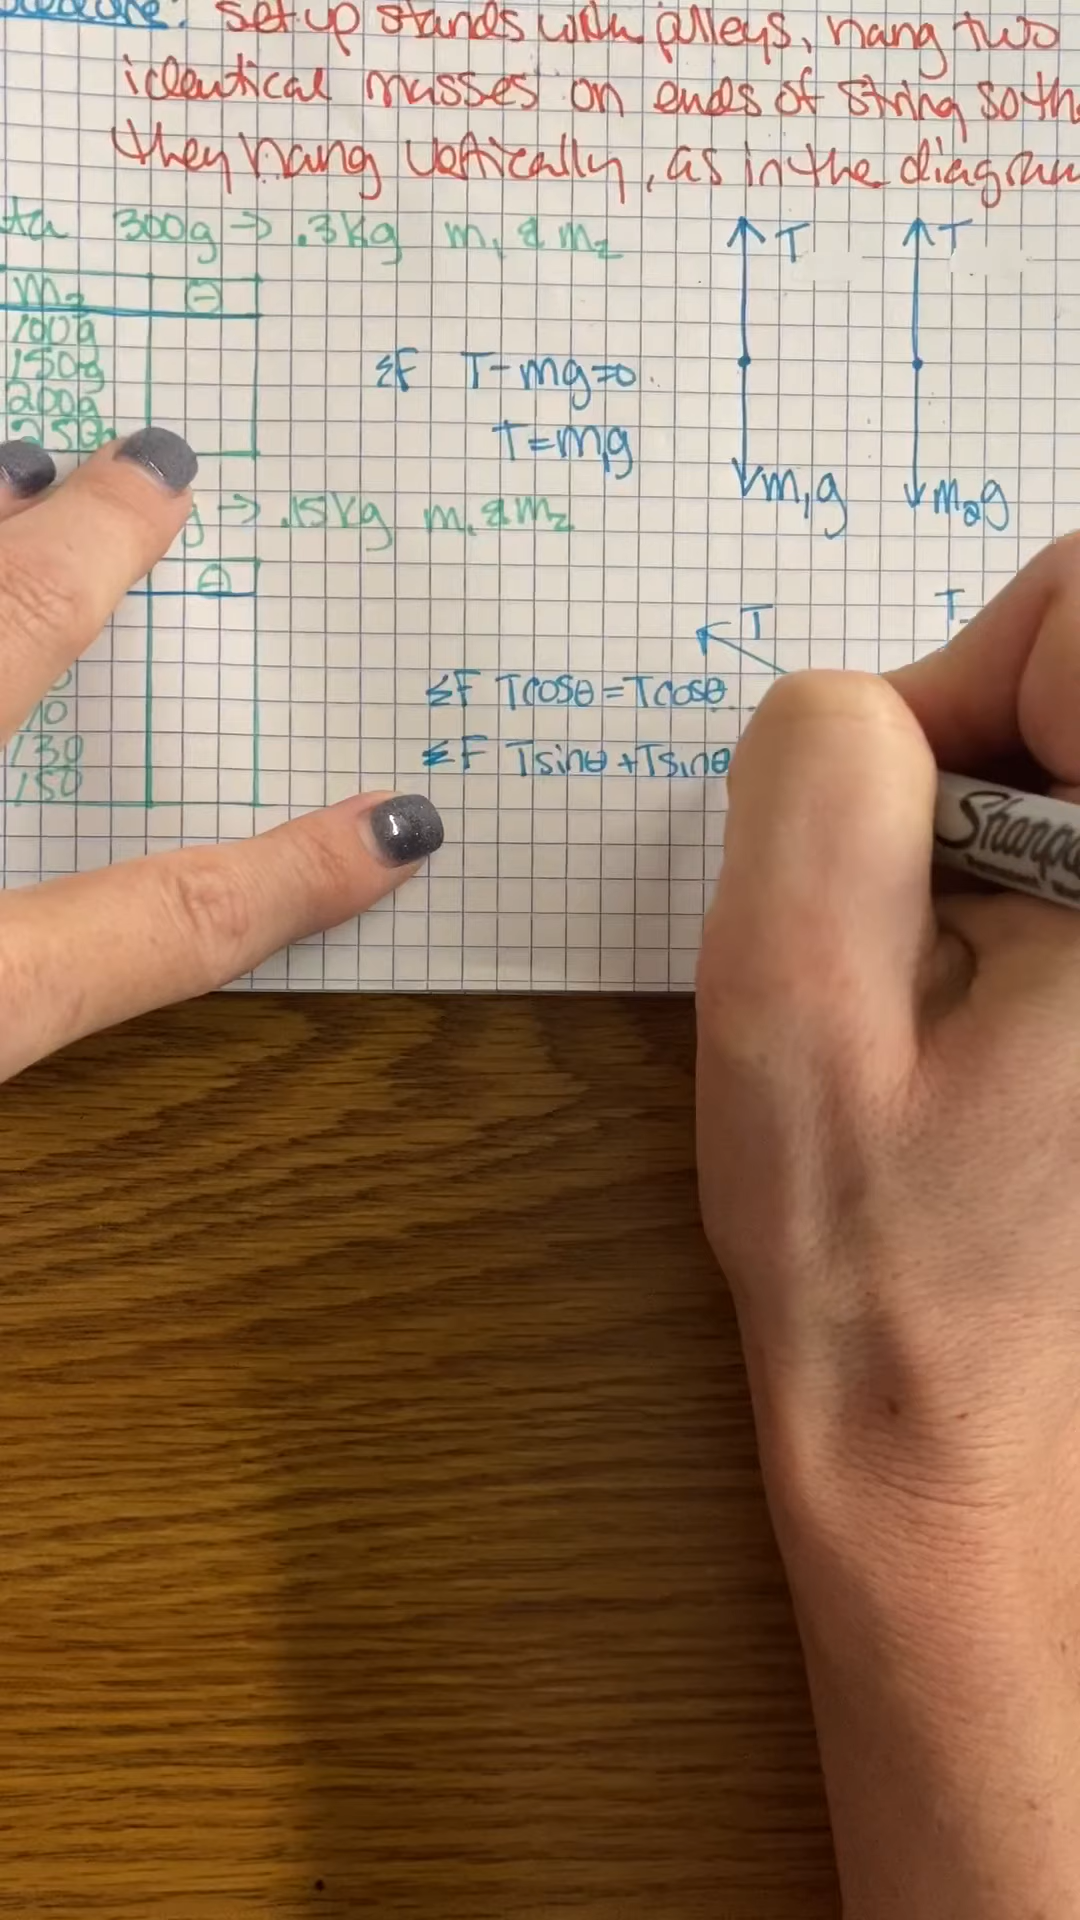 set up stands with pulleys, hang two
identical masses on ends of string so
they hang vertically, as in the diagram
300g → .3Kg m₁ & m₂
T T
m₂ Θ
100g
150g
200g
250g
ΣF T-mg=0
T=mg
m₁g m₂g
→ .15Kg m₁ & m₂
Θ
T T
ΣF Tcosθ=Tcosθ
ΣF Tsinθ+Tsinθ
130
150
Sharpie